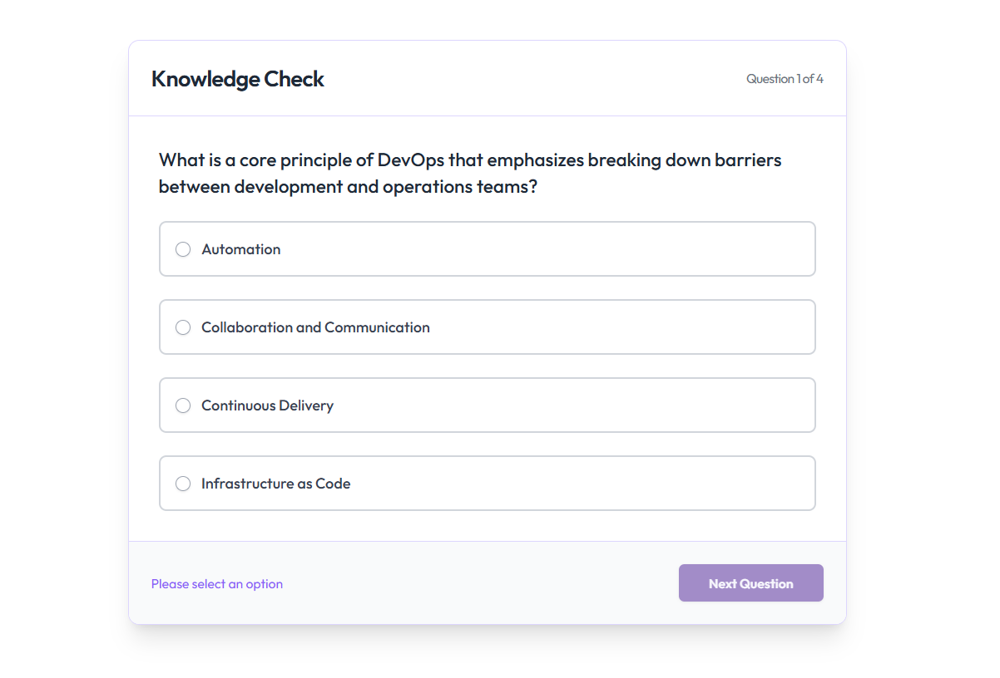 Knowledge Check
Question 1 of 4
What is a core principle of DevOps that emphasizes breaking down barriers
between development and operations teams?
Automation
Collaboration and Communication
Continuous Delivery
Infrastructure as Code
Please select an option
Next Question